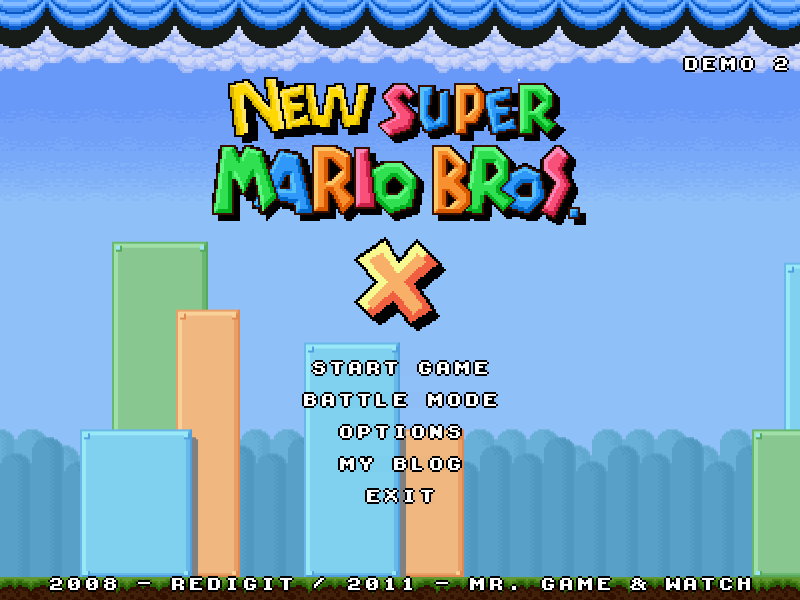 DEMO 2
NEW SUPER
MARIO BROS.
X
START GAME
BATTLE MODE
OPTIONS
MY BLOG
EXIT
2008 - REDIGIT / 2011 - MR. GAME & WATCH